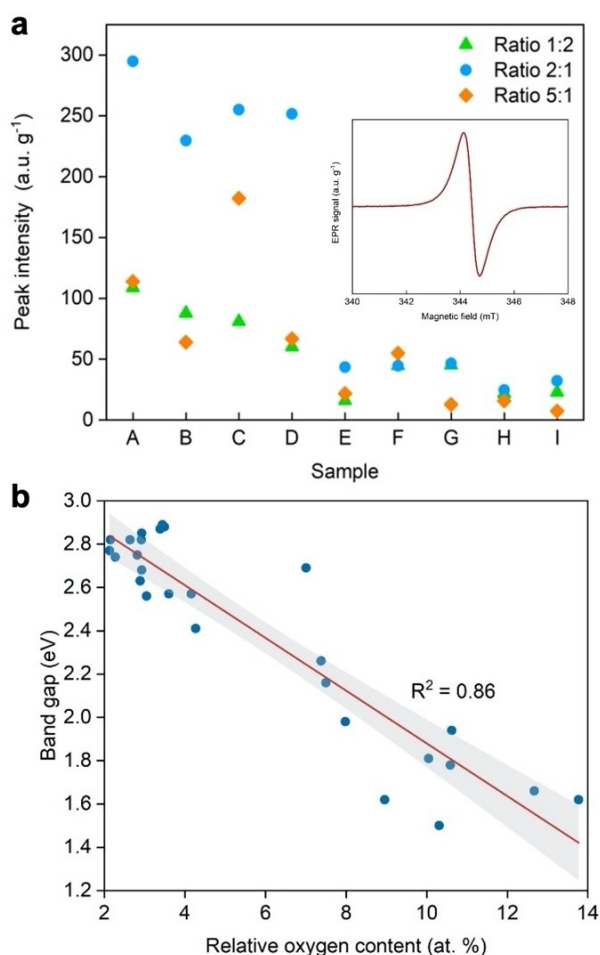 a
300
250
200
150
100
50
0
Peak intensity (a.u. g⁻¹)
Ratio 1:2
Ratio 2:1
Ratio 5:1
EPR signal (a.u. g⁻¹)
340 342 344 346 348
Magnetic field (mT)
A B C D E F G H I
Sample
b
3.0
2.8
2.6
2.4
2.2
2.0
1.8
1.6
1.4
1.2
Band gap (eV)
R² = 0.86
2 4 6 8 10 12 14
Relative oxygen content (at. %)